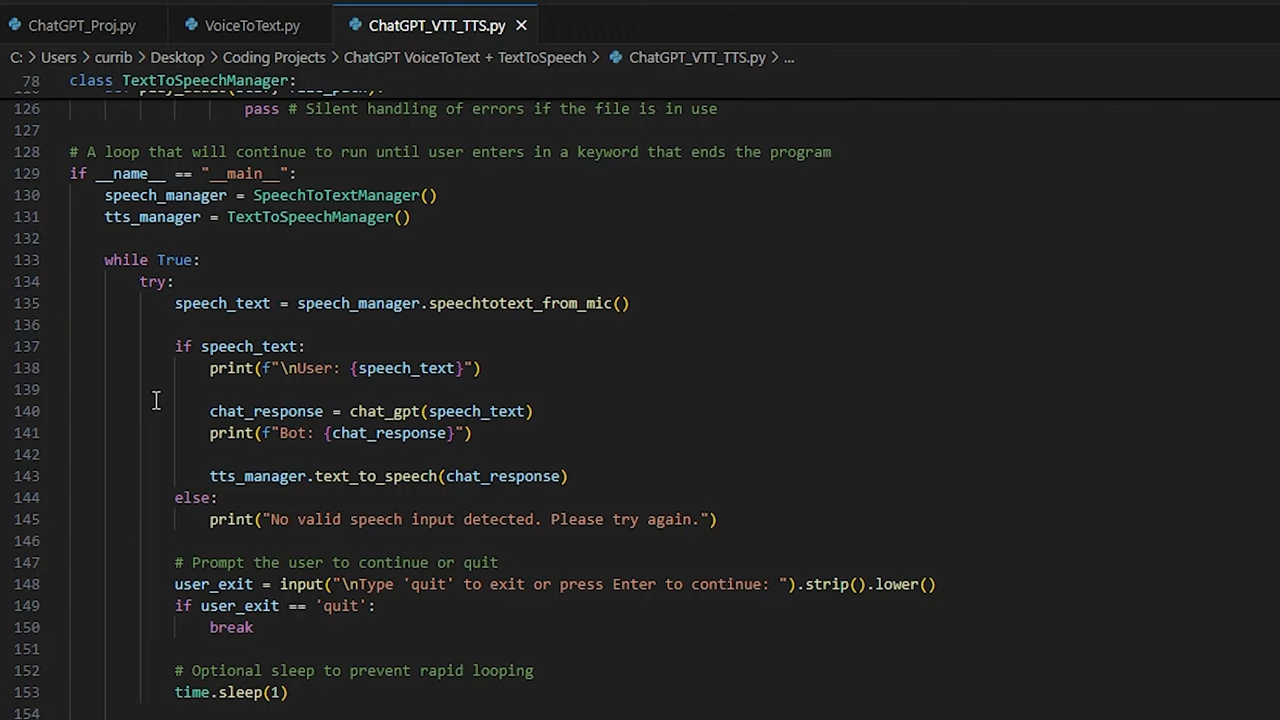 ChatGPT_Proj.py VoiceToText.py ChatGPT_VTT_TTS.py ×
C: > Users > currib > Desktop > Coding Projects > ChatGPT VoiceToText + TextToSpeech > ChatGPT_VTT_TTS.py > ...
78 class TextToSpeechManager:
126 pass # Silent handling of errors if the file is in use
127
128 # A loop that will continue to run until user enters in a keyword that ends the program
129 if __name__ == "__main__":
130 speech_manager = SpeechToTextManager()
131 tts_manager = TextToSpeechManager()
132
133 while True:
134 try:
135 speech_text = speech_manager.speechtotext_from_mic()
136
137 if speech_text:
138 print(f"\nUser: {speech_text}")
139
140 chat_response = chat_gpt(speech_text)
141 print(f"Bot: {chat_response}")
142
143 tts_manager.text_to_speech(chat_response)
144 else:
145 print("No valid speech input detected. Please try again.")
146
147 # Prompt the user to continue or quit
148 user_exit = input("\nType 'quit' to exit or press Enter to continue: ").strip().lower()
149 if user_exit == 'quit':
150 break
151
152 # Optional sleep to prevent rapid looping
153 time.sleep(1)
154